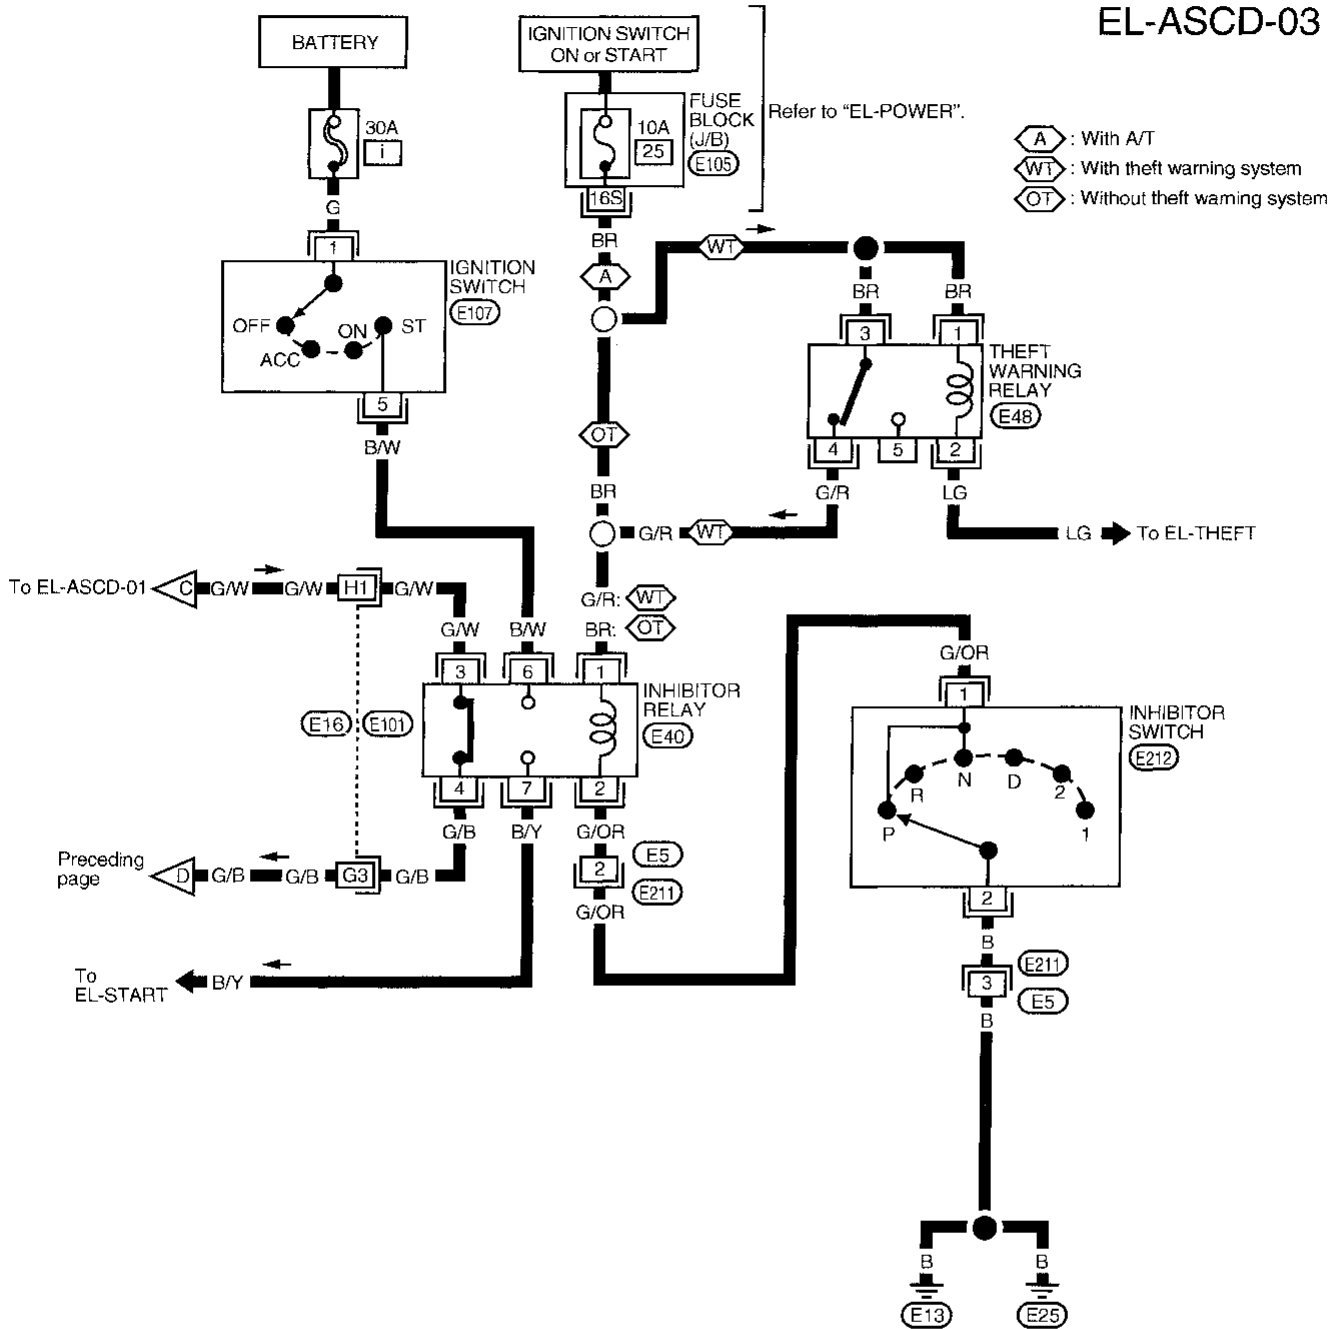 EL-ASCD-03
BATTERY
IGNITION SWITCH
ON or START
30A
i
FUSE
BLOCK
(J/B)
E105
10A
25
16S
Refer to “EL-POWER”.
A : With A/T
WT : With theft warning system
OT : Without theft warning system
G
1
IGNITION
SWITCH
E107
OFF
ACC
ON
ST
5
B/W
BR
A
WT
BR
BR
3
1
THEFT
WARNING
RELAY
E48
4
5
2
G/R
LG
OT
BR
G/R
WT
LG
To EL-THEFT
To EL-ASCD-01
C
G/W
G/W
H1
G/W
G/R: WT
BR: OT
G/W
B/W
3
6
1
INHIBITOR
RELAY
E40
E16
E101
4
7
2
G/B
B/Y
G/OR
E5
2
E211
G/OR
Preceding
page
D
G/B
G/B
G3
G/B
To
EL-START
B/Y
G/OR
1
INHIBITOR
SWITCH
E212
P
R
N
D
2
1
2
B
E211
3
E5
B
B
B
E13
E25